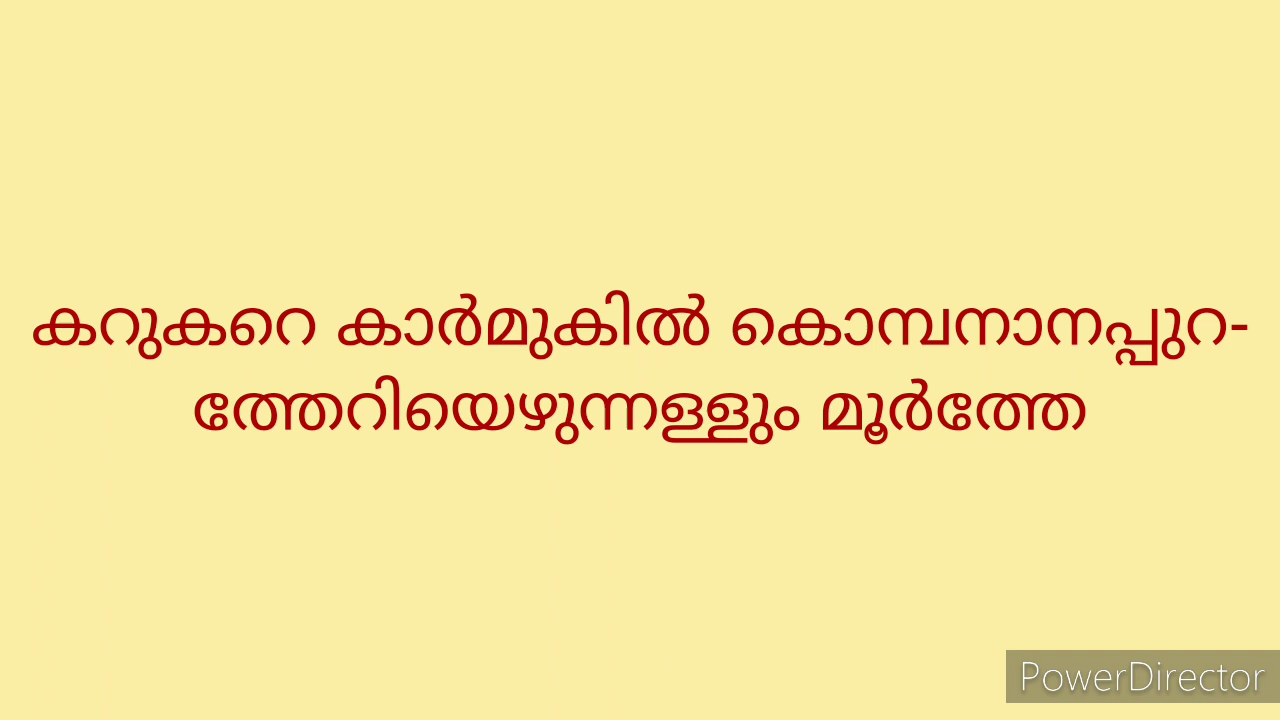 കറുകറെ കാർമുകിൽ കൊമ്പനാനപ്പുറ-
ത്തേറിയെഴുന്നള്ളും മൂർത്തേ
PowerDirector